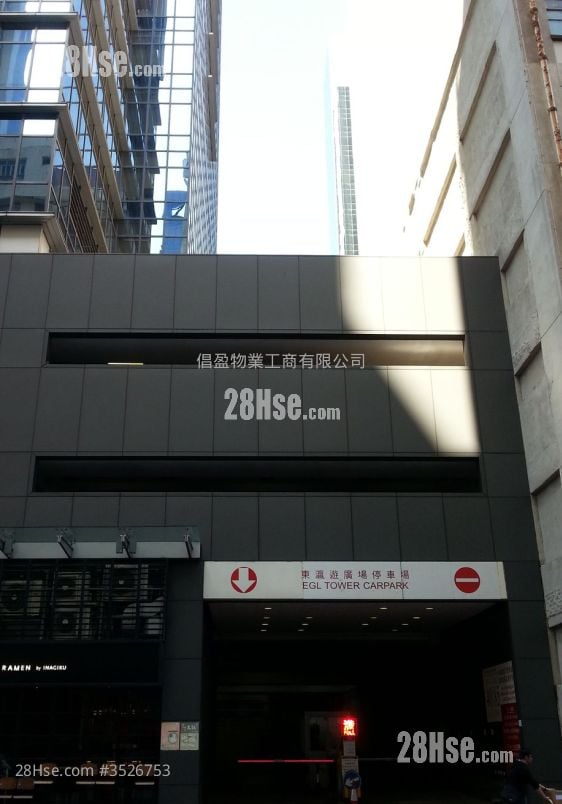 28Hse.com
倡盈物業工商有限公司
28Hse.com
東瀛遊廣場停車場
EGL TOWER CARPARK
RAMEN by INAGIKU
28Hse.com
28Hse.com #3526753